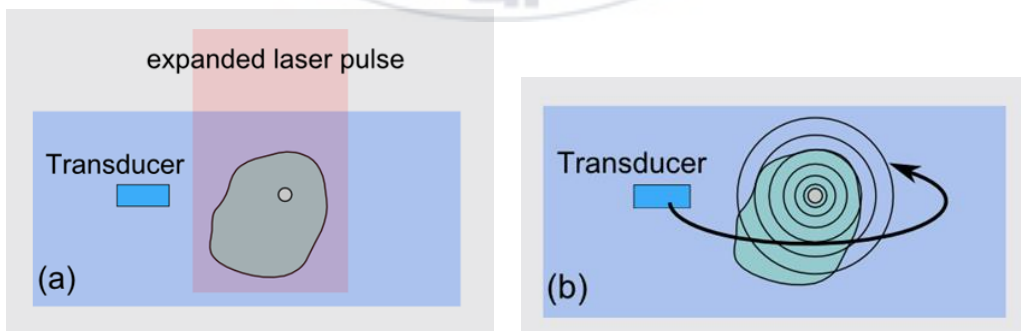 expanded laser pulse
Transducer
(a)
Transducer
(b)